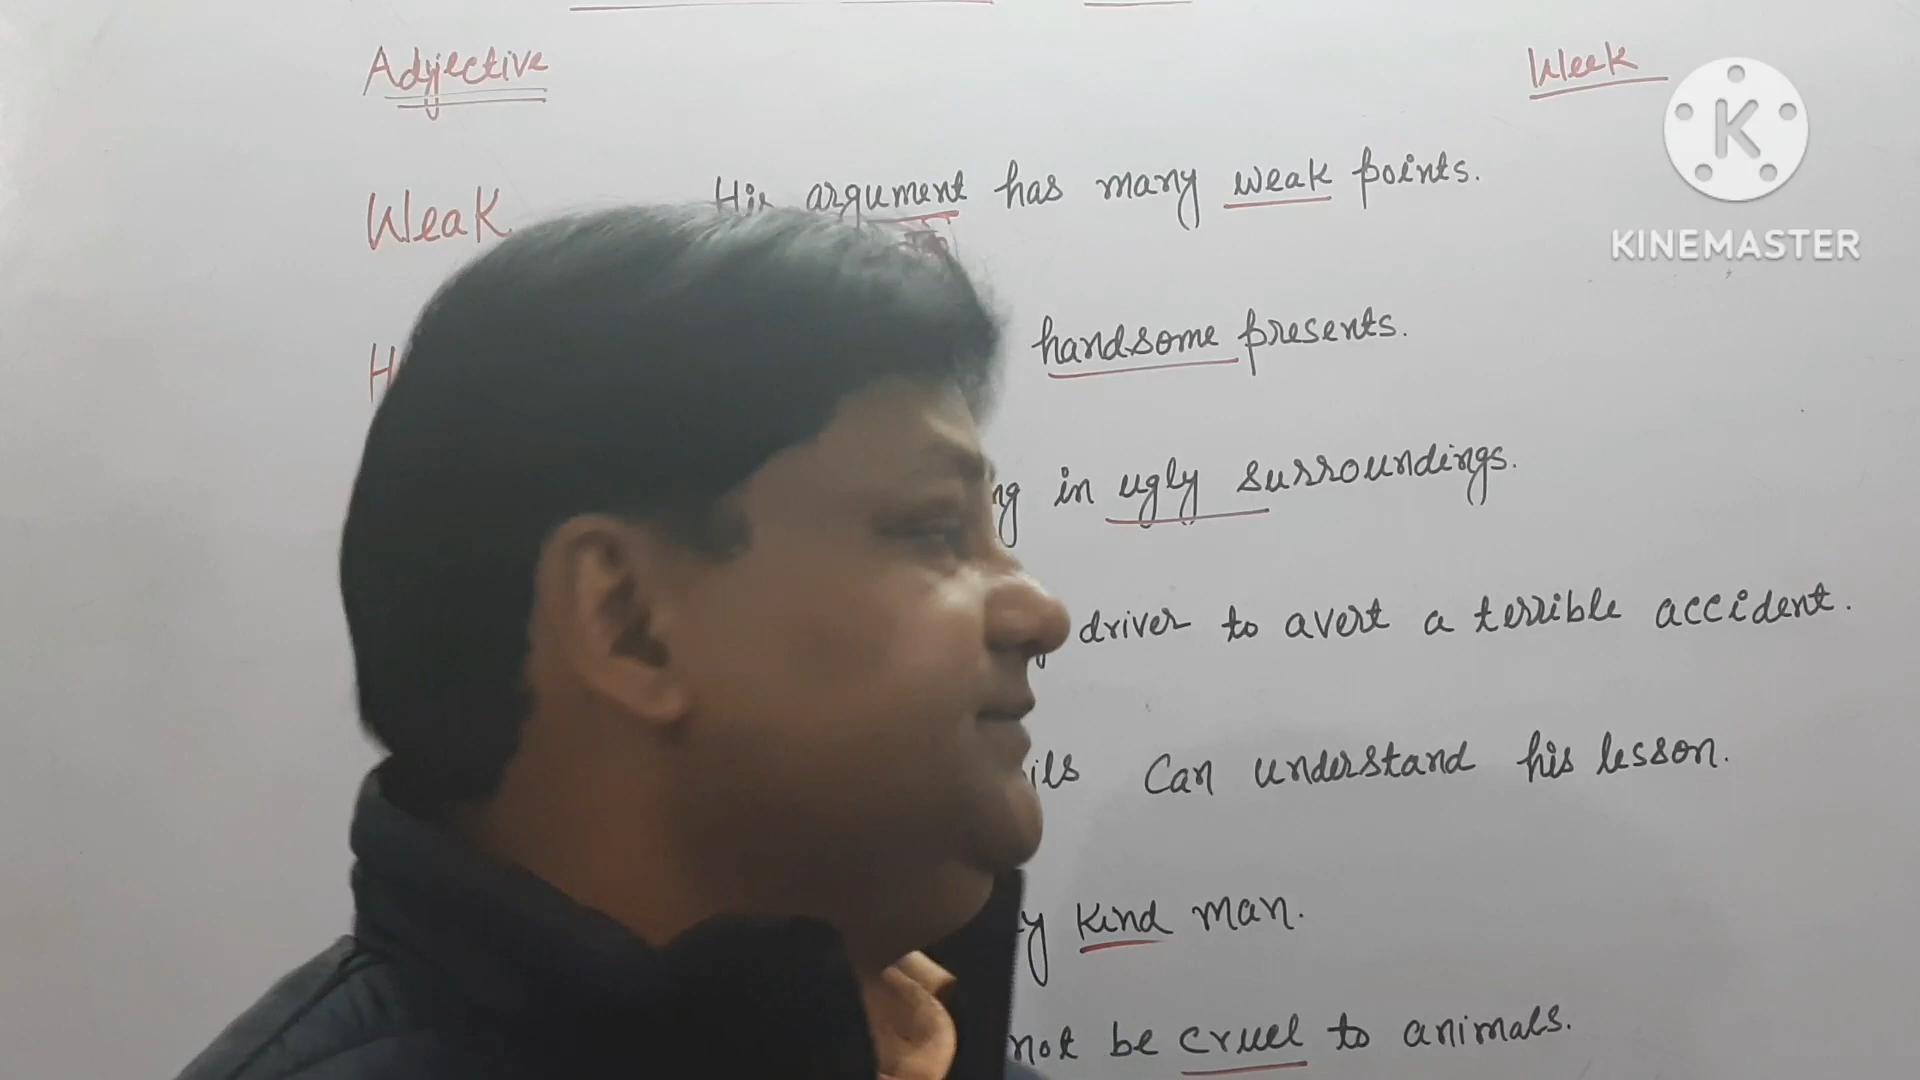 Adjective Week
Weak His argument has many weak points.
handsome presents.
in ugly surroundings.
driver to avert a terrible accident.
Can understand his lesson.
kind man.
not be cruel to animals.
K
KINEMASTER